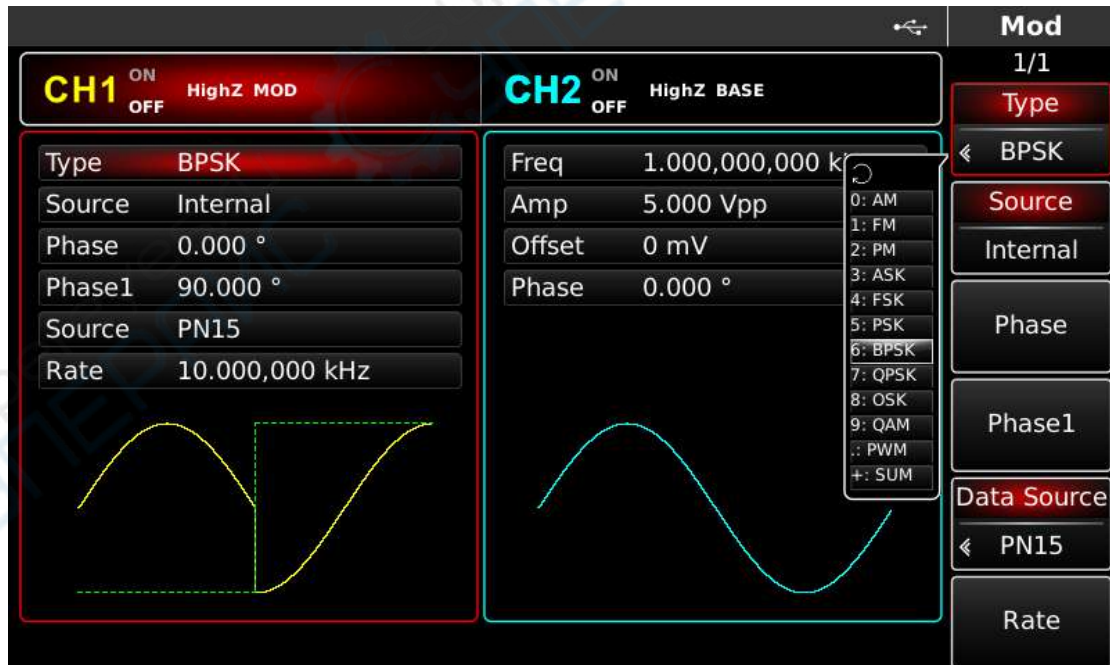 Mod
1/1
CH1 ON OFF HighZ MOD
CH2 ON OFF HighZ BASE
Type BPSK
Source Internal
Phase 0.000 °
Phase1 90.000 °
Source PN15
Rate 10.000,000 kHz
Freq 1.000,000,000
Amp 5.000 Vpp
Offset 0 mV
Phase 0.000 °
0: AM
1: FM
2: PM
3: ASK
4: FSK
5: PSK
6: BPSK
7: QPSK
8: OSK
9: QAM
.: PWM
+: SUM
Type
BPSK
Source
Internal
Phase
Phase1
Data Source
PN15
Rate